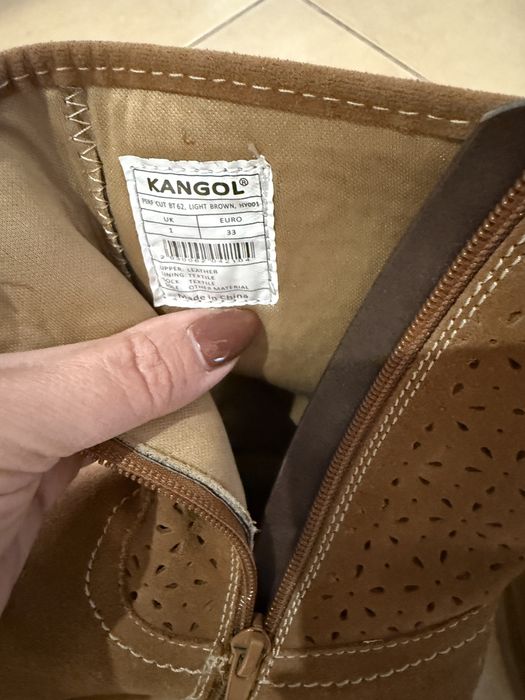 KANGOL®
PERF CUT BT 62, LIGHT BROWN, HY001
UK EURO
1 33
UPPER: LEATHER
LINING: TEXTILE
SOCK: TEXTILE
SOLE: OTHER MATERIAL
Made in China